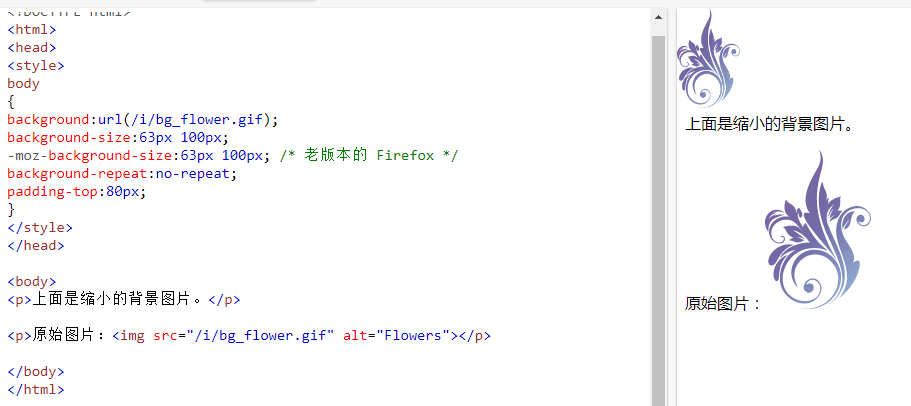 <!DOCTYPE html>
<html>
<head>
<style>
body
{
background:url(/i/bg_flower.gif);
background-size:63px 100px;
-moz-background-size:63px 100px; /* 老版本的 Firefox */
background-repeat:no-repeat;
padding-top:80px;
}
</style>
</head>
<body>
<p>上面是缩小的背景图片。</p>
<p>原始图片：<img src="/i/bg_flower.gif" alt="Flowers"></p>
</body>
</html>
上面是缩小的背景图片。
原始图片：